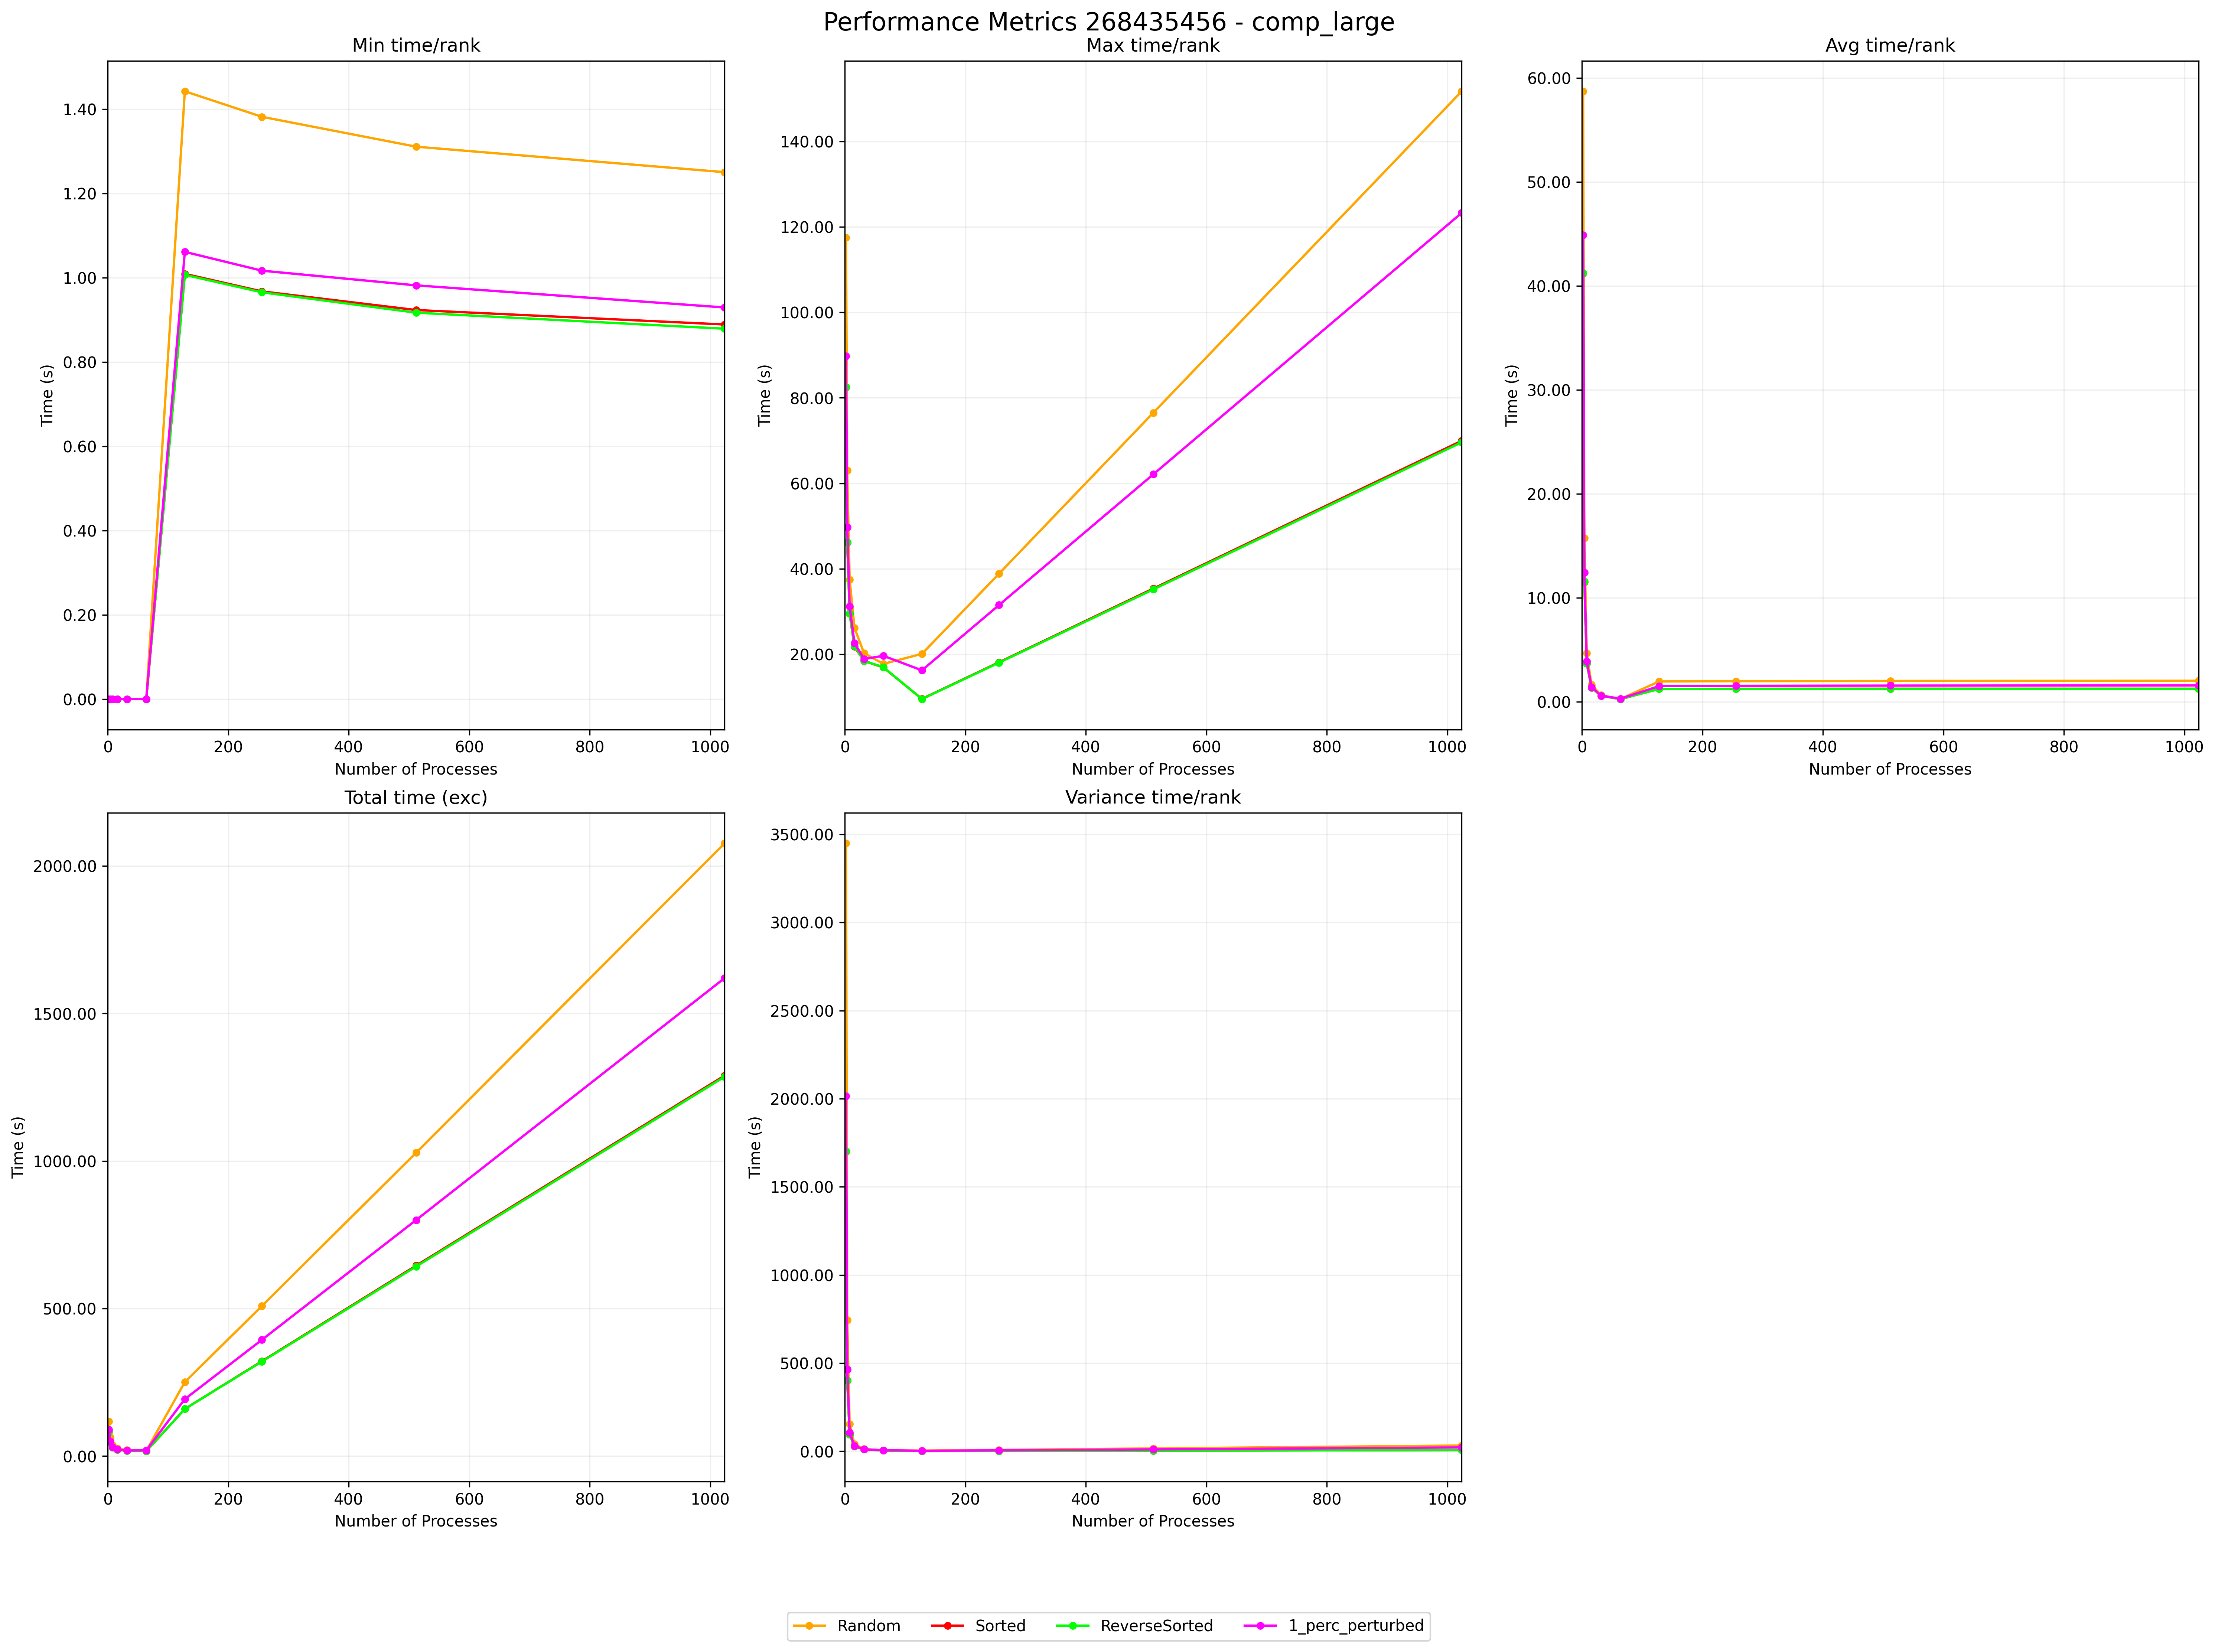 Performance Metrics 268435456 - comp_large
Min time/rank
Time (s)
1.40
1.20
1.00
0.80
0.60
0.40
0.20
0.00
0 200 400 600 800 1000
Number of Processes
Max time/rank
Time (s)
140.00
120.00
100.00
80.00
60.00
40.00
20.00
0 200 400 600 800 1000
Number of Processes
Avg time/rank
Time (s)
60.00
50.00
40.00
30.00
20.00
10.00
0.00
0 200 400 600 800 1000
Number of Processes
Total time (exc)
Time (s)
2000.00
1500.00
1000.00
500.00
0.00
0 200 400 600 800 1000
Number of Processes
Variance time/rank
Time (s)
3500.00
3000.00
2500.00
2000.00
1500.00
1000.00
500.00
0.00
0 200 400 600 800 1000
Number of Processes
Random Sorted ReverseSorted 1_perc_perturbed